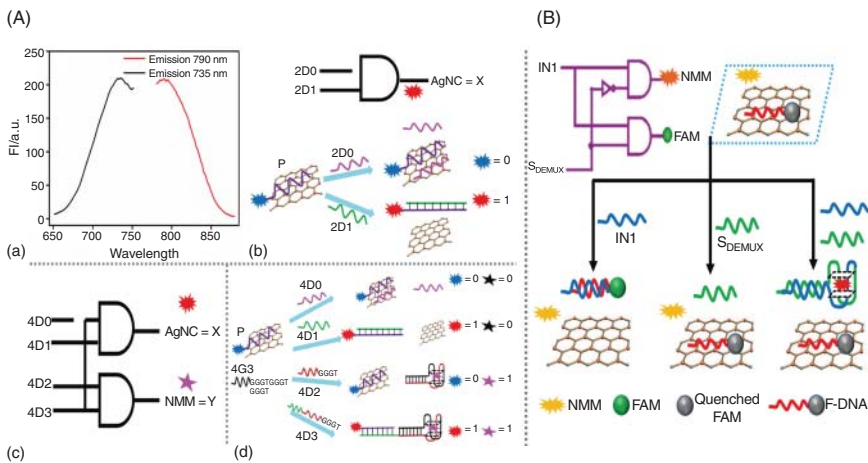 (A)
FI/a.u.
250
200
150
100
50
0
Emission 790 nm
Emission 735 nm
650 700 750 800 850
Wavelength
(a)
2D0
2D1
AgNC = X
P
2D0
2D1
= 0
= 1
(b)
4D0
4D1
4D2
4D3
AgNC = X
NMM = Y
(c)
P
4G3
GGGTGGGT
GGGT
4D0
4D1
4D2
GGGT
4D3
GGGT
= 0 = 0
= 1 = 0
= 0 = 1
= 1 = 1
(d)
(B)
IN1
NMM
FAM
SDEMUX
IN1
SDEMUX
NMM
FAM
Quenched
FAM
F-DNA